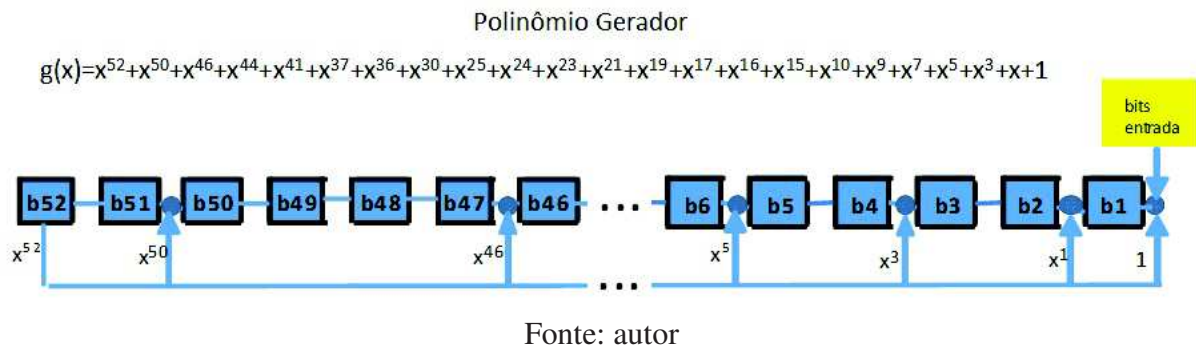 Polinômio Gerador
g(x)=x⁵²+x⁵⁰+x⁴⁶+x⁴⁴+x⁴¹+x³⁷+x³⁶+x³⁰+x²⁵+x²⁴+x²³+x²¹+x¹⁹+x¹⁷+x¹⁶+x¹⁵+x¹⁰+x⁹+x⁷+x⁵+x³+x+1
bits
entrada
b52 b51 b50 b49 b48 b47 b46 ... b6 b5 b4 b3 b2 b1
x⁵² x⁵⁰ x⁴⁶ x⁵ x³ x¹ 1
...
Fonte: autor